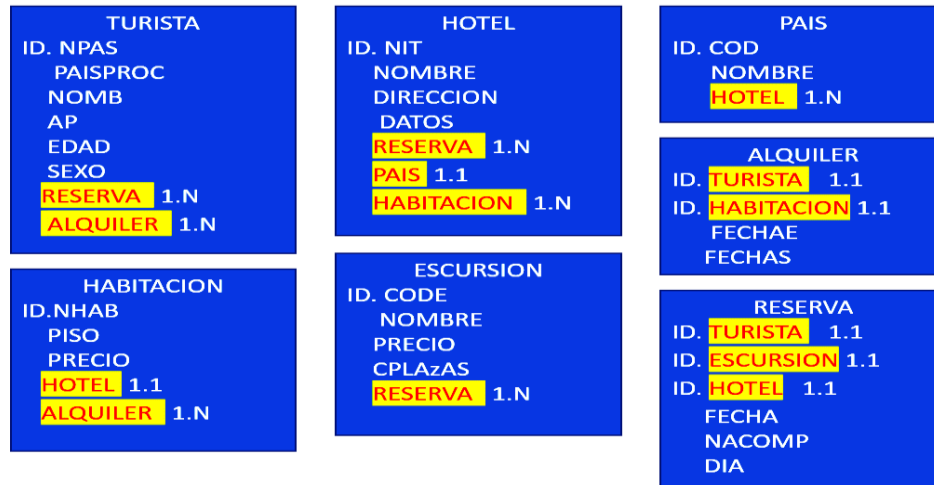 TURISTA
ID. NPAS
PAISPROC
NOMB
AP
EDAD
SEXO
RESERVA 1.N
ALQUILER 1.N
HOTEL
ID. NIT
NOMBRE
DIRECCION
DATOS
RESERVA 1.N
PAIS 1.1
HABITACION 1.N
PAIS
ID. COD
NOMBRE
HOTEL 1.N
ALQUILER
ID. TURISTA 1.1
ID. HABITACION 1.1
FECHAE
FECHAS
HABITACION
ID.NHAB
PISO
PRECIO
HOTEL 1.1
ALQUILER 1.N
ESCURSION
ID. CODE
NOMBRE
PRECIO
CPLAzAS
RESERVA 1.N
RESERVA
ID. TURISTA 1.1
ID. ESCURSION 1.1
ID. HOTEL 1.1
FECHA
NACOMP
DIA